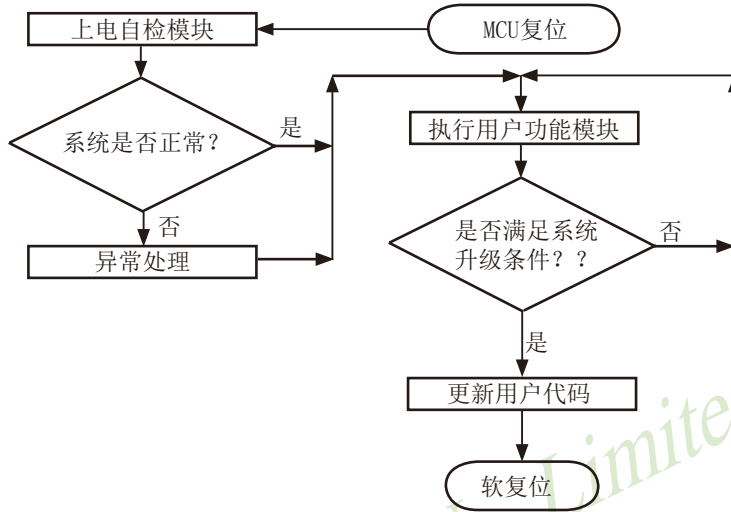 上电自检模块
MCU复位
系统是否正常?
是
否
异常处理
执行用户功能模块
是否满足系统
升级条件??
否
是
更新用户代码
软复位
Limite